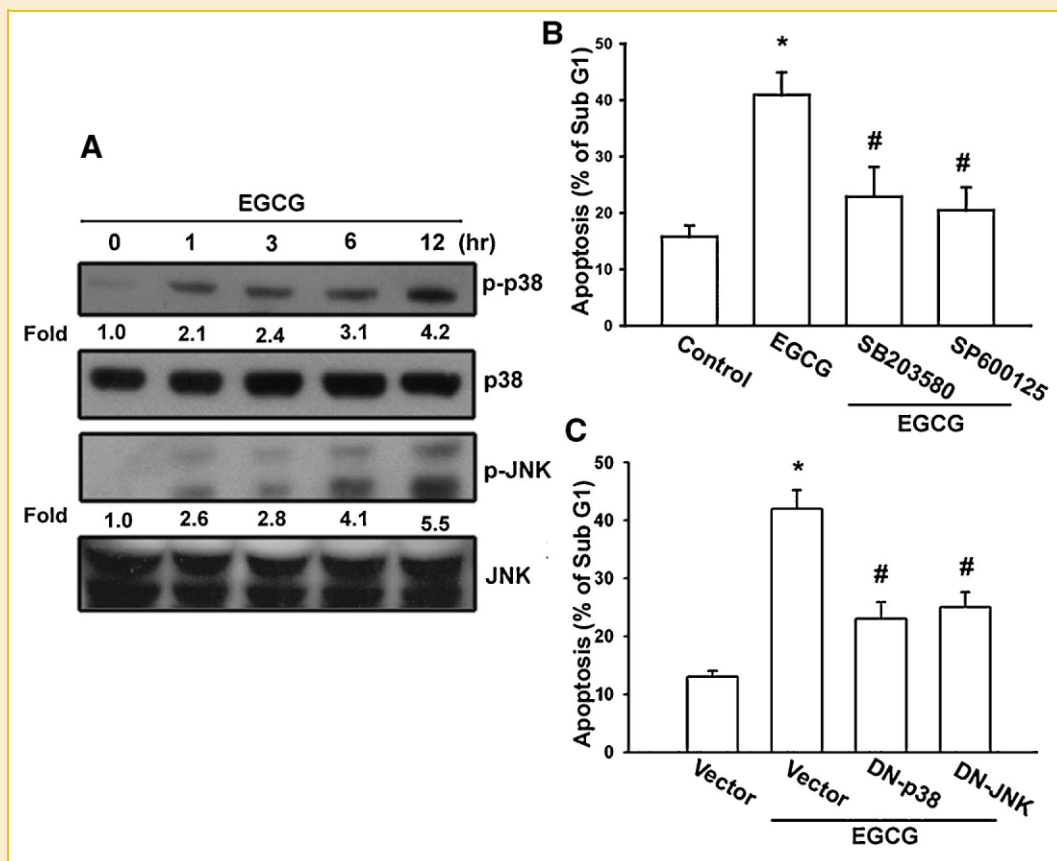 A
EGCG
0 1 3 6 12 (hr)
p-p38
Fold 1.0 2.1 2.4 3.1 4.2
p38
p-JNK
Fold 1.0 2.6 2.8 4.1 5.5
JNK
B
Apoptosis (% of Sub G1)
50
40
30
20
10
0
*
#
#
Control EGCG SB203580 SP600125
EGCG
C
Apoptosis (% of Sub G1)
50
40
30
20
10
0
*
#
#
Vector Vector DN-p38 DN-JNK
EGCG